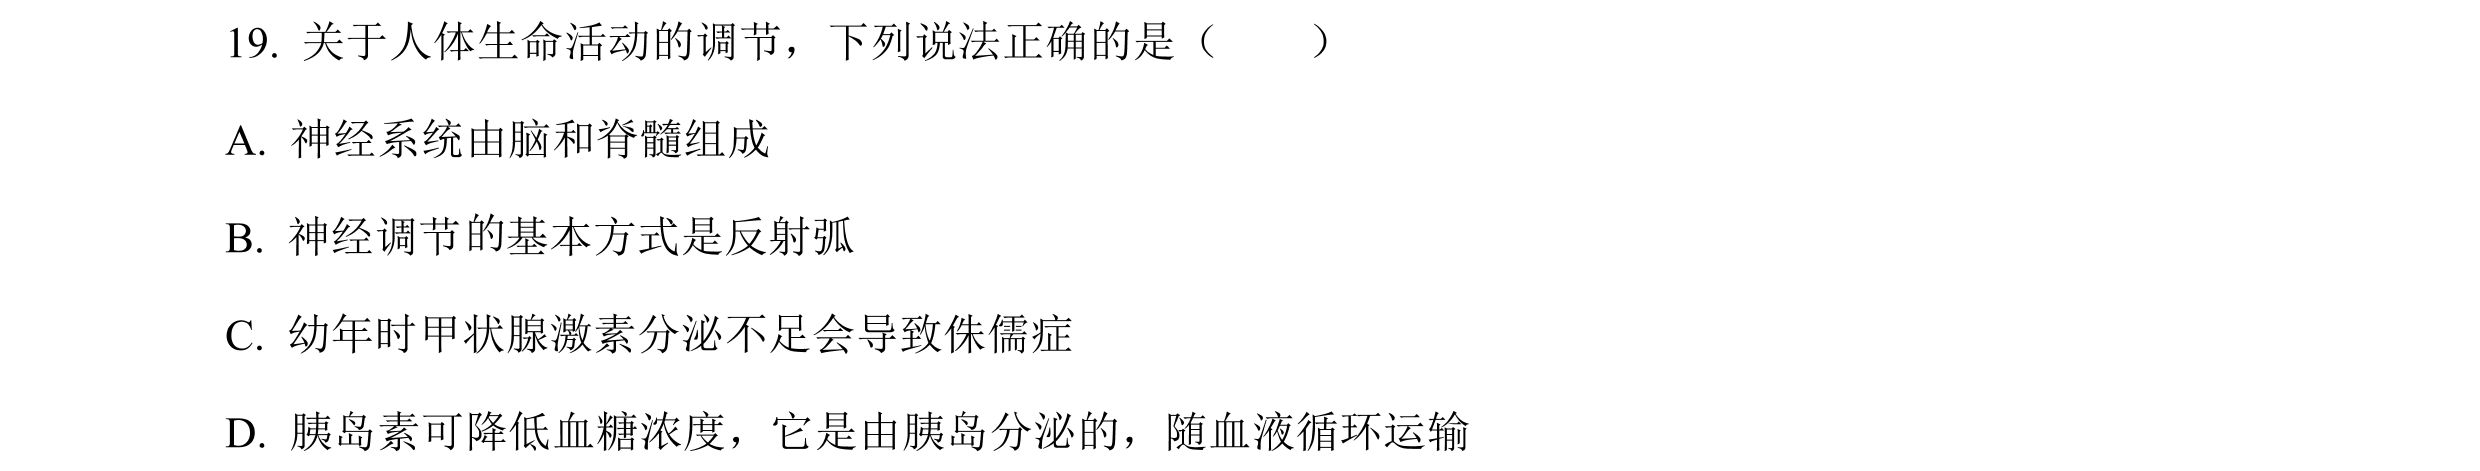 19. 关于人体生命活动的调节，下列说法正确的是（　　）
A. 神经系统由脑和脊髓组成
B. 神经调节的基本方式是反射弧
C. 幼年时甲状腺激素分泌不足会导致侏儒症
D. 胰岛素可降低血糖浓度，它是由胰岛分泌的，随血液循环运输